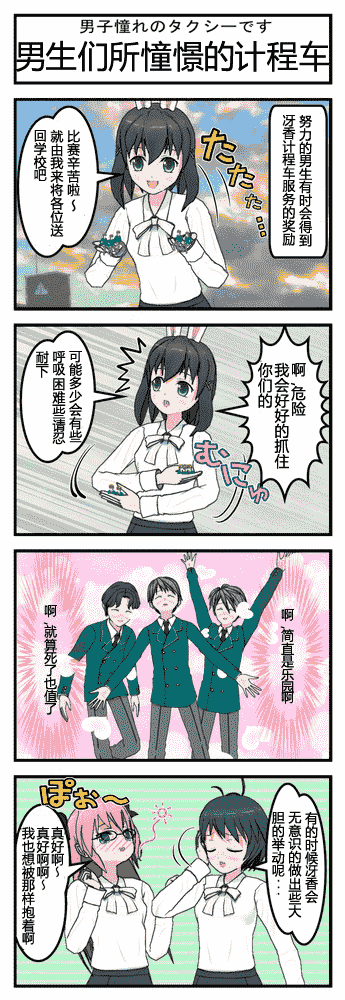 男子憧れのタクシーです
男生们所憧憬的计程车
努力的男生有时会得到
冴香计程车服务的奖励
たたたた…
比赛辛苦啦~
就由我来将各位送
回学校吧
啊,危险
我会好好的抓住
你们的
むにゅ
可能多少会有些
呼吸困难些请忍
耐下
啊,简直是乐园啊
啊,就算死了也值了
有的时候冴香会
无意识的做出些大
胆的举动呢...
ぽぉ~
真好啊~
真好啊啊~
我也想被那样抱着啊